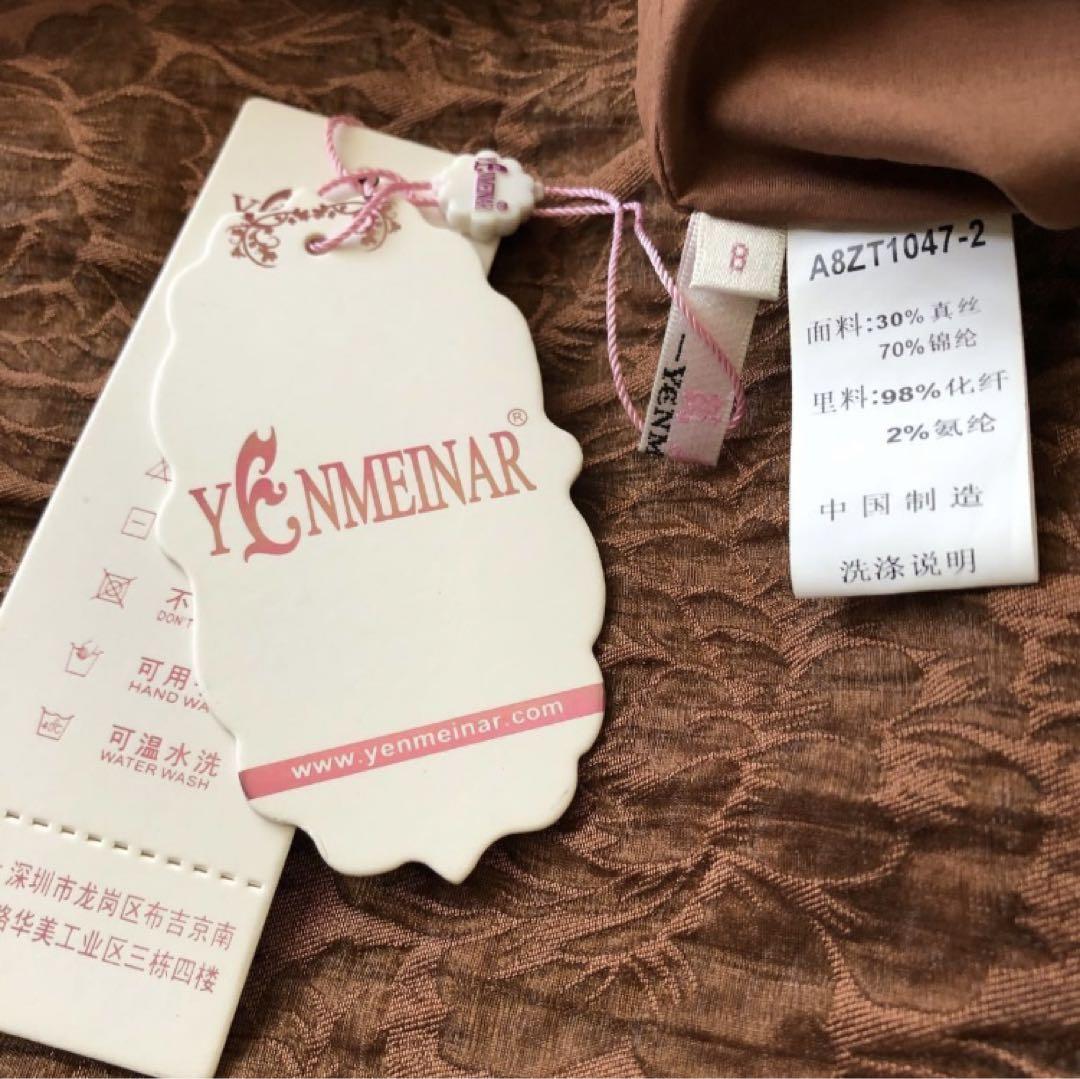 YENMEINAR®
www.yenmeinar.com
YENMEINAR®
8
YENM
A8ZT1047-2
面料:30%真丝
70%锦纶
里料:98%化纤
2%氨纶
中国制造
洗涤说明
不
DON'T
可用
HAND WA
可温水洗
WATER WASH
深圳市龙岗区布吉京南
路华美工业区三栋四楼